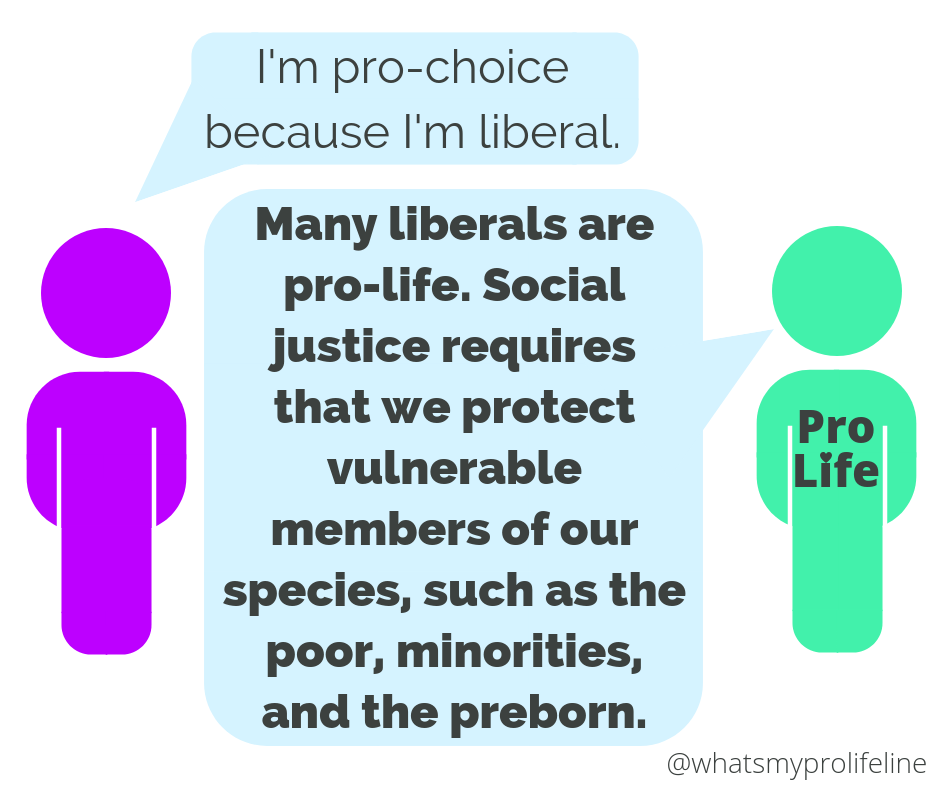 I'm pro-choice
because I'm liberal.
Many liberals are
pro-life. Social
justice requires
that we protect
vulnerable
members of our
species, such as the
poor, minorities,
and the preborn.
Pro
Life
@whatsmyprolifeline